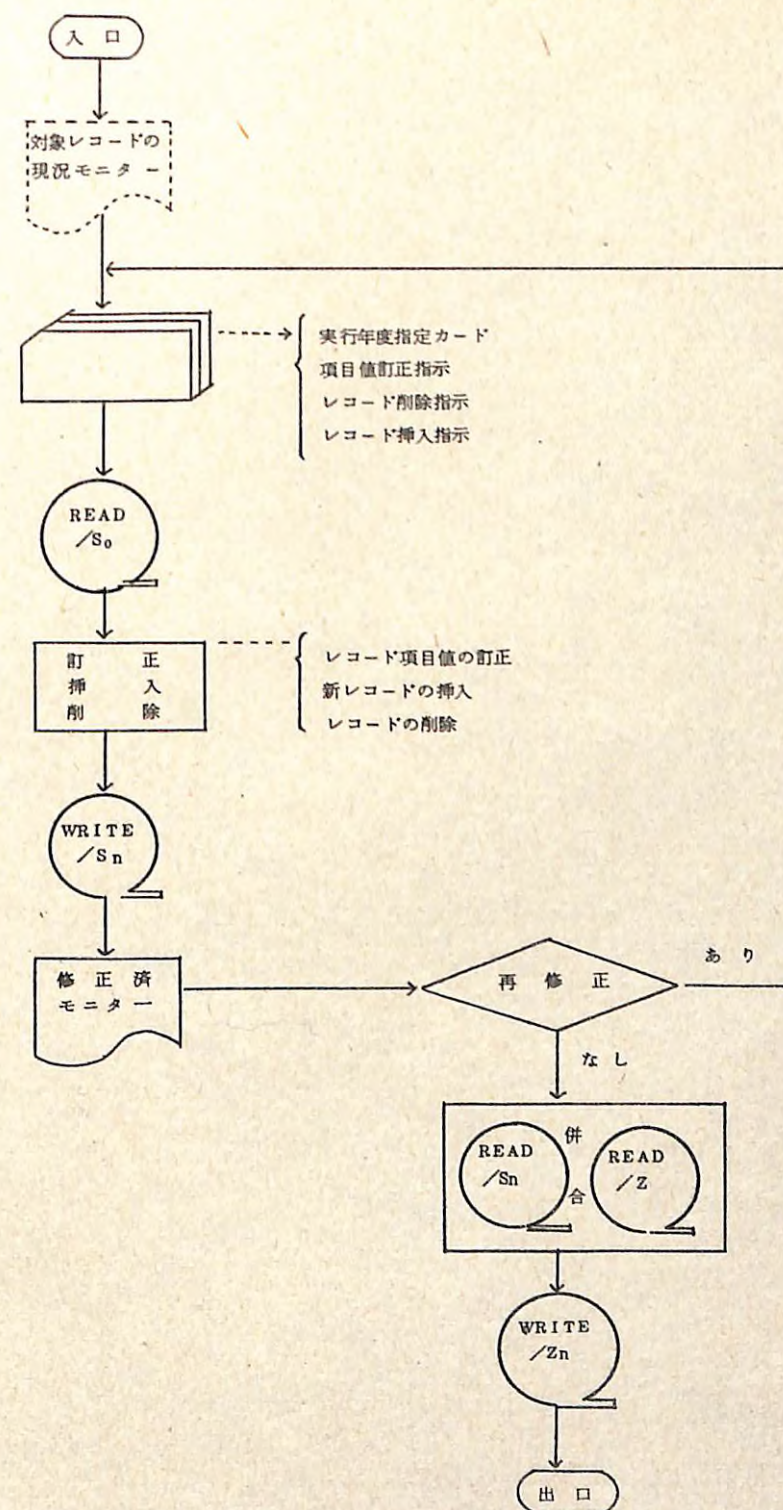 入 口
対象レコードの
現況モニター
実行年度指定カード
項目値訂正指示
レコード削除指示
レコード挿入指示
READ
/S₀
訂 正
挿 入
削 除
レコード項目値の訂正
新レコードの挿入
レコードの削除
WRITE
/Sn
修 正 済
モニター
再 修 正
あ り
な し
READ
/Sn
併
合
READ
/Z
WRITE
/Zn
出 口